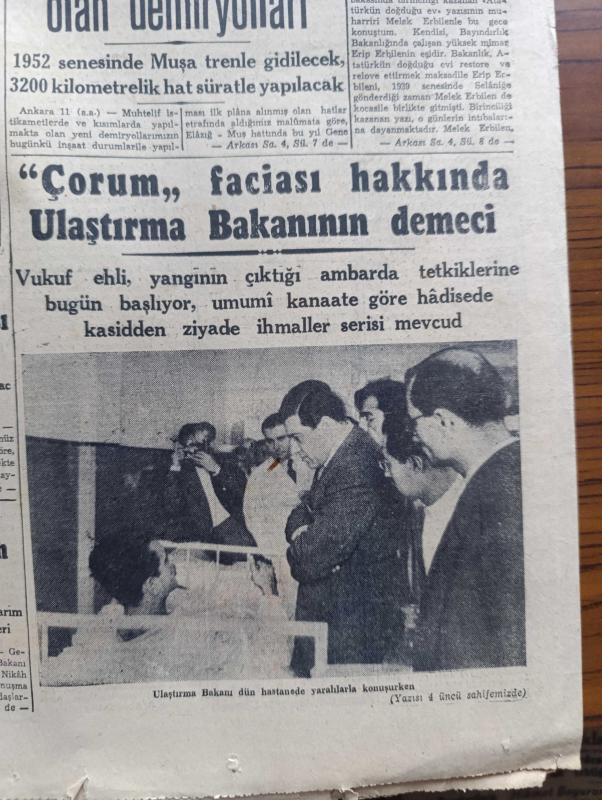 olan demiryolları
1952 senesinde Muşa trenle gidilecek,
3200 kilometrelik hat süratle yapılacak
Ankara 11 (a.a.) — Muhtelif is-
tikametlerde ve kısımlarda yapıl-
makta olan yeni demiryollarımızın
bugünkü inşaat durumlarile yapıl-
ması ilk plâna alınmış olan hatlar
etrafında aldığımız malûmata göre,
Elâzığ - Muş hattında bu yıl Genc
— Arkası Sa. 4, Sü. 7 de —
türkün doğduğu ev» yazısının mu-
harriri Melek Erbilenle bu gece
konuştum. Kendisi, Bayındırlık
Bakanlığında çalışan yüksek mimar
Erip Erbilenin eşidir. Bakanlık, A-
tatürkün doğduğu evi restore ve
relove etirmek maksadile Erip Er-
bileni, 1939 senesinde Selâniğe
gönderdiği zaman Melek Erbilen de
kocasile birlikte gitmişti. Birinciliği
kazanan yazı, o günlerin intıbaları-
na dayanmaktadır. Melek Erbilen,
— Arkası Sa. 4, Sü. 8 de —
“Çorum„ faciası hakkında
Ulaştırma Bakanının demeci
Vukuf ehli, yanginin çıktiği ambarda tetkiklerine
bugün başlıyor, umumî kanaate göre hâdisede
kasidden ziyade ihmaller serisi mevcud
Ulaştırma Bakanı dün hastanede yaralılarla konuşurken
(Yazısı 4 üncü sahifemizde)